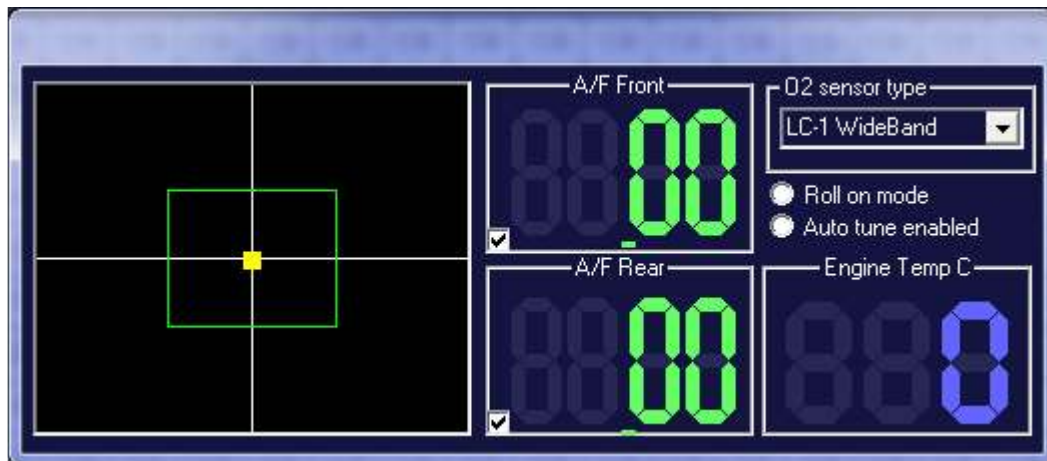 A/F Front
.00
O2 sensor type
LC-1 WideBand
Roll on mode
Auto tune enabled
A/F Rear
.00
Engine Temp C
0